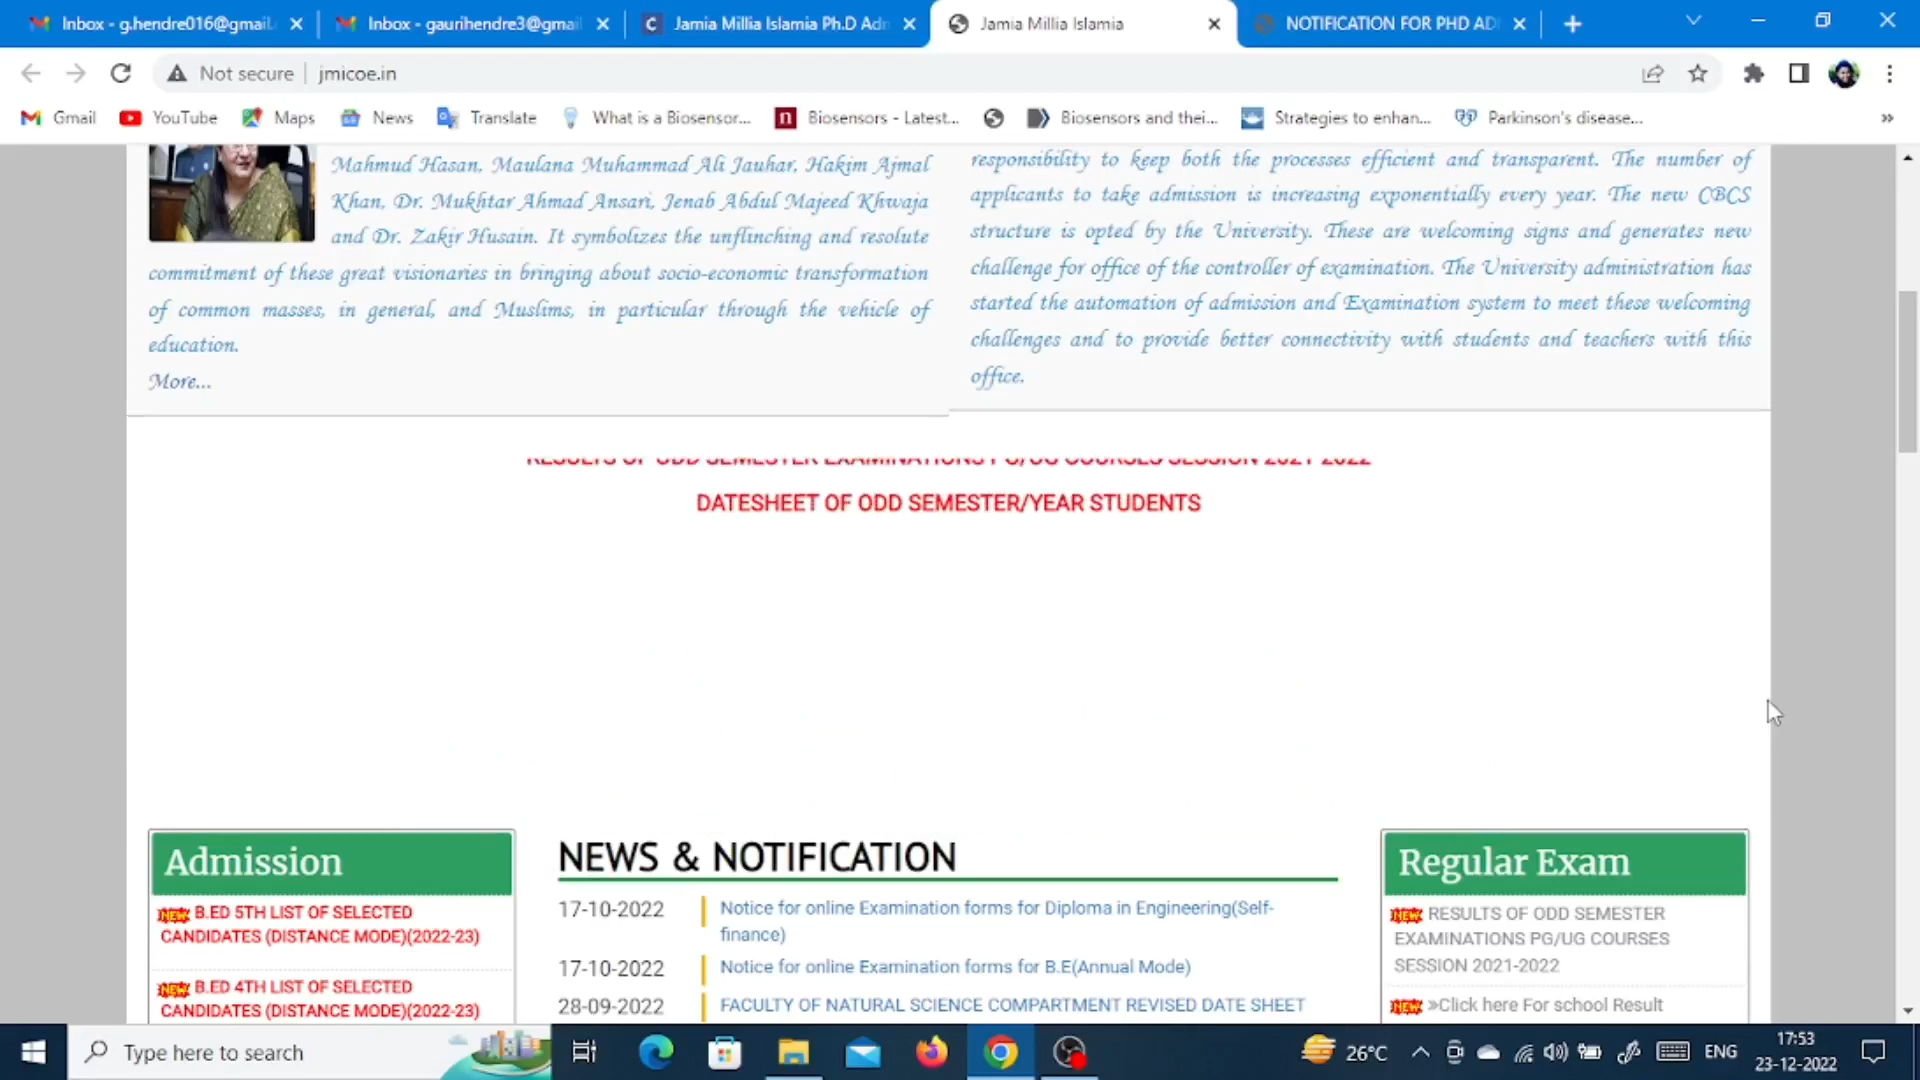 Inbox - g.hendre016@gmail.
Inbox - gaurihendre3@gmai
Jamia Millia Islamia Ph.D Adn
Jamia Millia Islamia
NOTIFICATION FOR PHD AD
Not secure
jmicoe.in
Gmail
YouTube
Maps
News
Translate
What is a Biosensor...
Biosensors - Latest...
Biosensors and thei...
Strategies to enhan...
Parkinson's disease...
Mahmud Hasan, Maulana Muhammad Ali Jauhar, Hakim Ajmal
Khan, Dr. Mukhtar Ahmad Ansari, Jenab Abdul Majeed Khwaja
and Dr. Zakir Husain. It symbolizes the unflinching and resolute
commitment of these great visionaries in bringing about socio-economic transformation
of common masses, in general, and Muslims, in particular through the vehicle of
education.
More...
responsibility to keep both the processes efficient and transparent. The number of
applicants to take admission is increasing exponentially every year. The new CBCS
structure is opted by the University. These are welcoming signs and generates new
challenge for office of the controller of examination. The University administration has
started the automation of admission and Examination system to meet these welcoming
challenges and to provide better connectivity with students and teachers with this
office.
RESULTS OF ODD SEMESTER EXAMINATIONS PG/UG COURSES SESSION 2021-2022
DATESHEET OF ODD SEMESTER/YEAR STUDENTS
Admission
NEW B.ED 5TH LIST OF SELECTED
CANDIDATES (DISTANCE MODE)(2022-23)
NEW B.ED 4TH LIST OF SELECTED
CANDIDATES (DISTANCE MODE)(2022-23)
NEWS & NOTIFICATION
17-10-2022 Notice for online Examination forms for Diploma in Engineering(Self-
finance)
17-10-2022 Notice for online Examination forms for B.E(Annual Mode)
28-09-2022 FACULTY OF NATURAL SCIENCE COMPARTMENT REVISED DATE SHEET
Regular Exam
NEW RESULTS OF ODD SEMESTER
EXAMINATIONS PG/UG COURSES
SESSION 2021-2022
NEW »Click here For school Result
Type here to search
26°C
ENG
17:53
23-12-2022